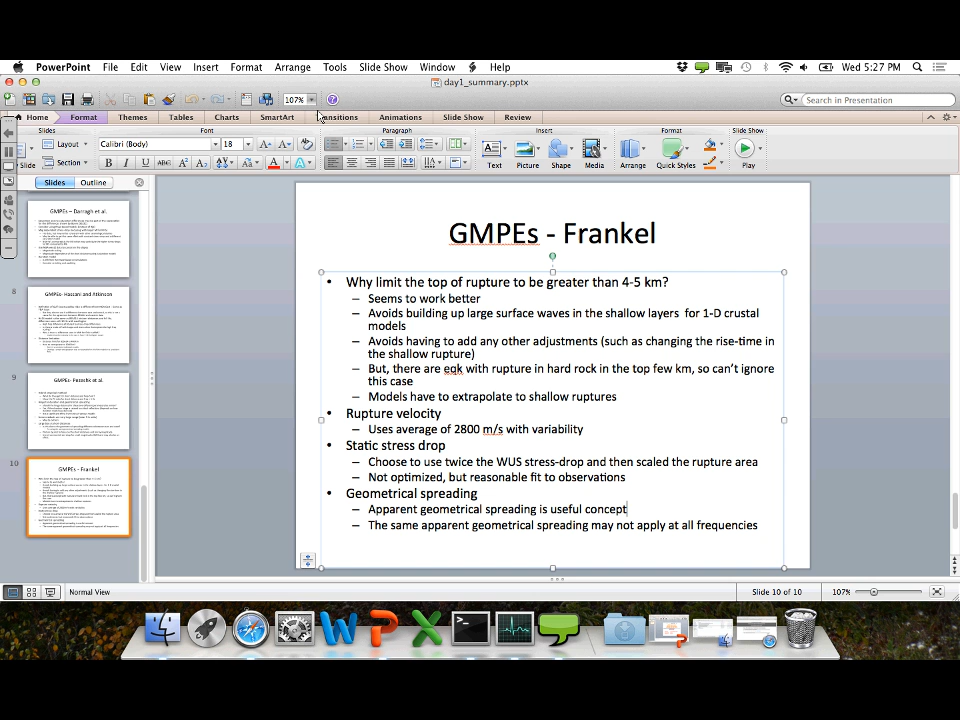 PowerPoint File Edit View Insert Format Arrange Tools Slide Show Window Help Wed 5:27 PM
day1_summary.pptx
107% Search in Presentation
Home Format Themes Tables Charts SmartArt Transitions Animations Slide Show Review
Slides Font Paragraph Insert Format Slide Show
Layout Calibri (Body) 18
Slide Section B I U ABC Text Picture Shape Media Arrange Quick Styles Play
Slides Outline
GMPEs – Darragh et al.
8
GMPEs- Hassani and Atkinson
9
GMPEs- Pezeshk et al.
10
GMPEs - Frankel
GMPEs - Frankel
• Why limit the top of rupture to be greater than 4-5 km?
– Seems to work better
– Avoids building up large surface waves in the shallow layers for 1-D crustal
models
– Avoids having to add any other adjustments (such as changing the rise-time in
the shallow rupture)
– But, there are eqk with rupture in hard rock in the top few km, so can't ignore
this case
– Models have to extrapolate to shallow ruptures
• Rupture velocity
– Uses average of 2800 m/s with variability
• Static stress drop
– Choose to use twice the WUS stress-drop and then scaled the rupture area
– Not optimized, but reasonable fit to observations
• Geometrical spreading
– Apparent geometrical spreading is useful concept
– The same apparent geometrical spreading may not apply at all frequencies
Normal View Slide 10 of 10 107%